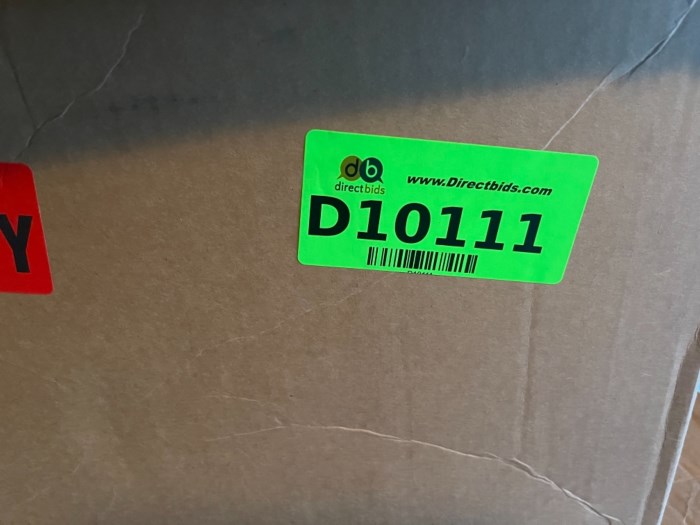 db
directbids
www.Directbids.com
D10111
Y